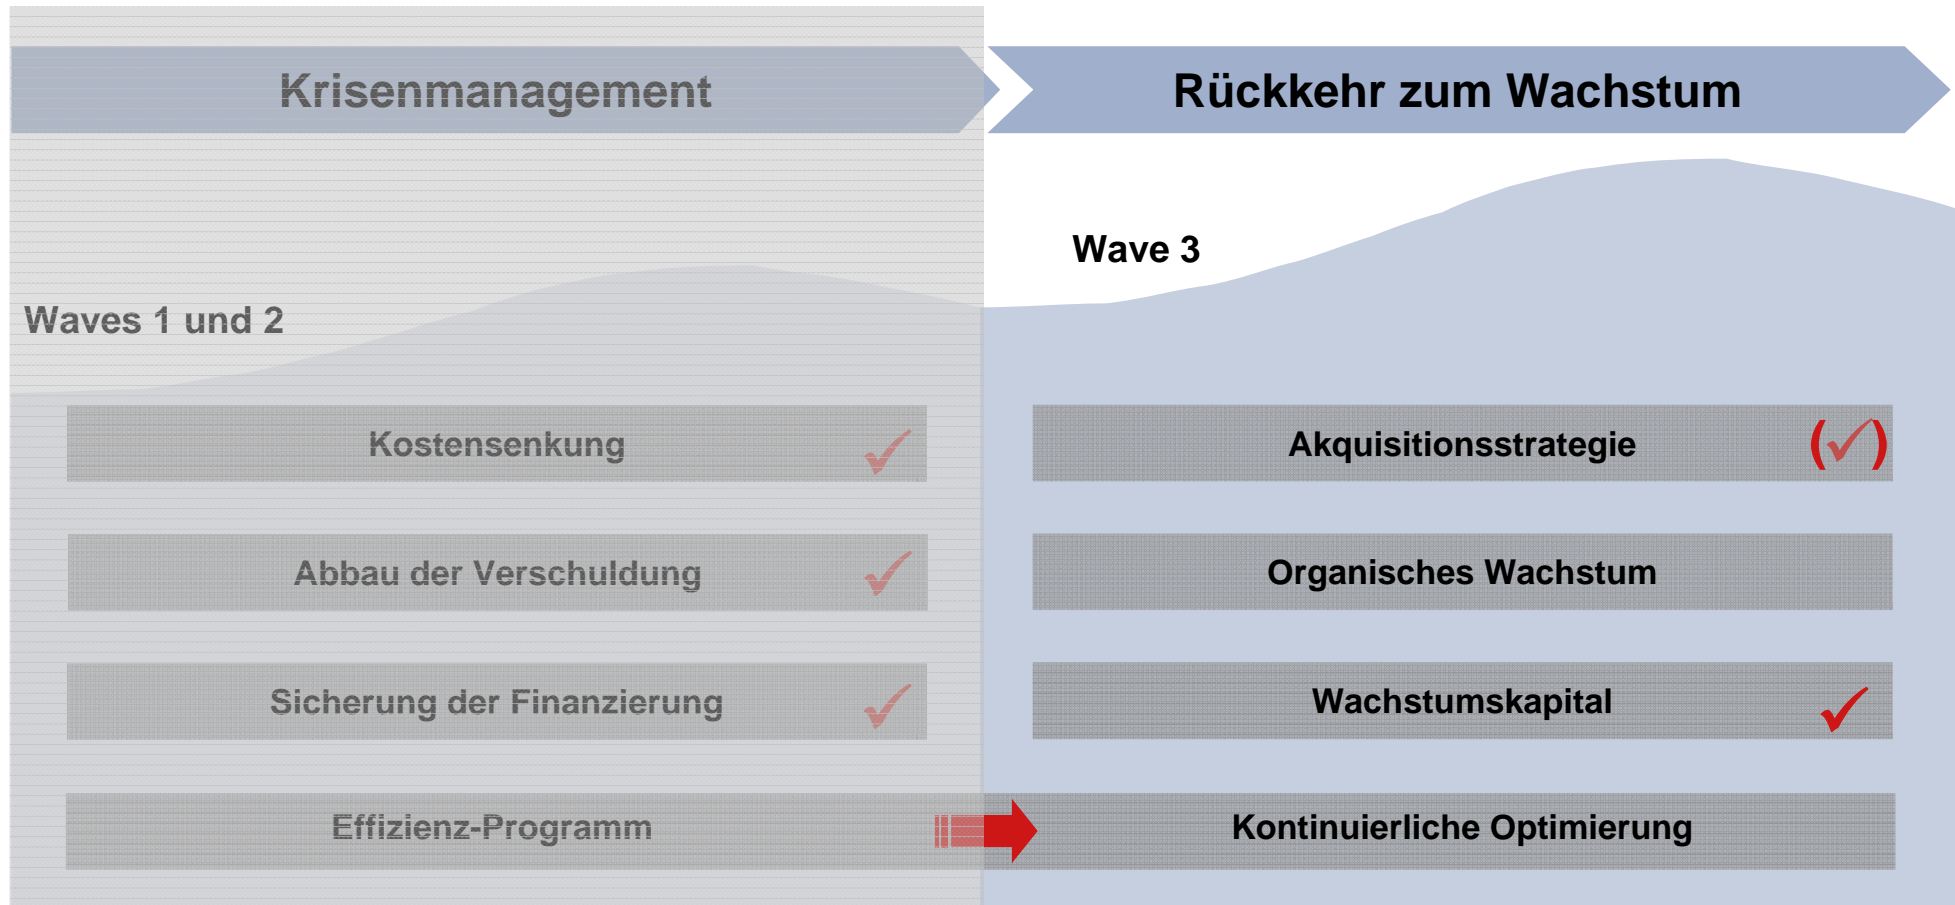 Krisenmanagement
Rückkehr zum Wachstum
Waves 1 und 2
Wave 3
Kostensenkung
Abbau der Verschuldung
Sicherung der Finanzierung
Effizienz-Programm
Akquisitionsstrategie (✓)
Organisches Wachstum
Wachstumskapital
Kontinuierliche Optimierung